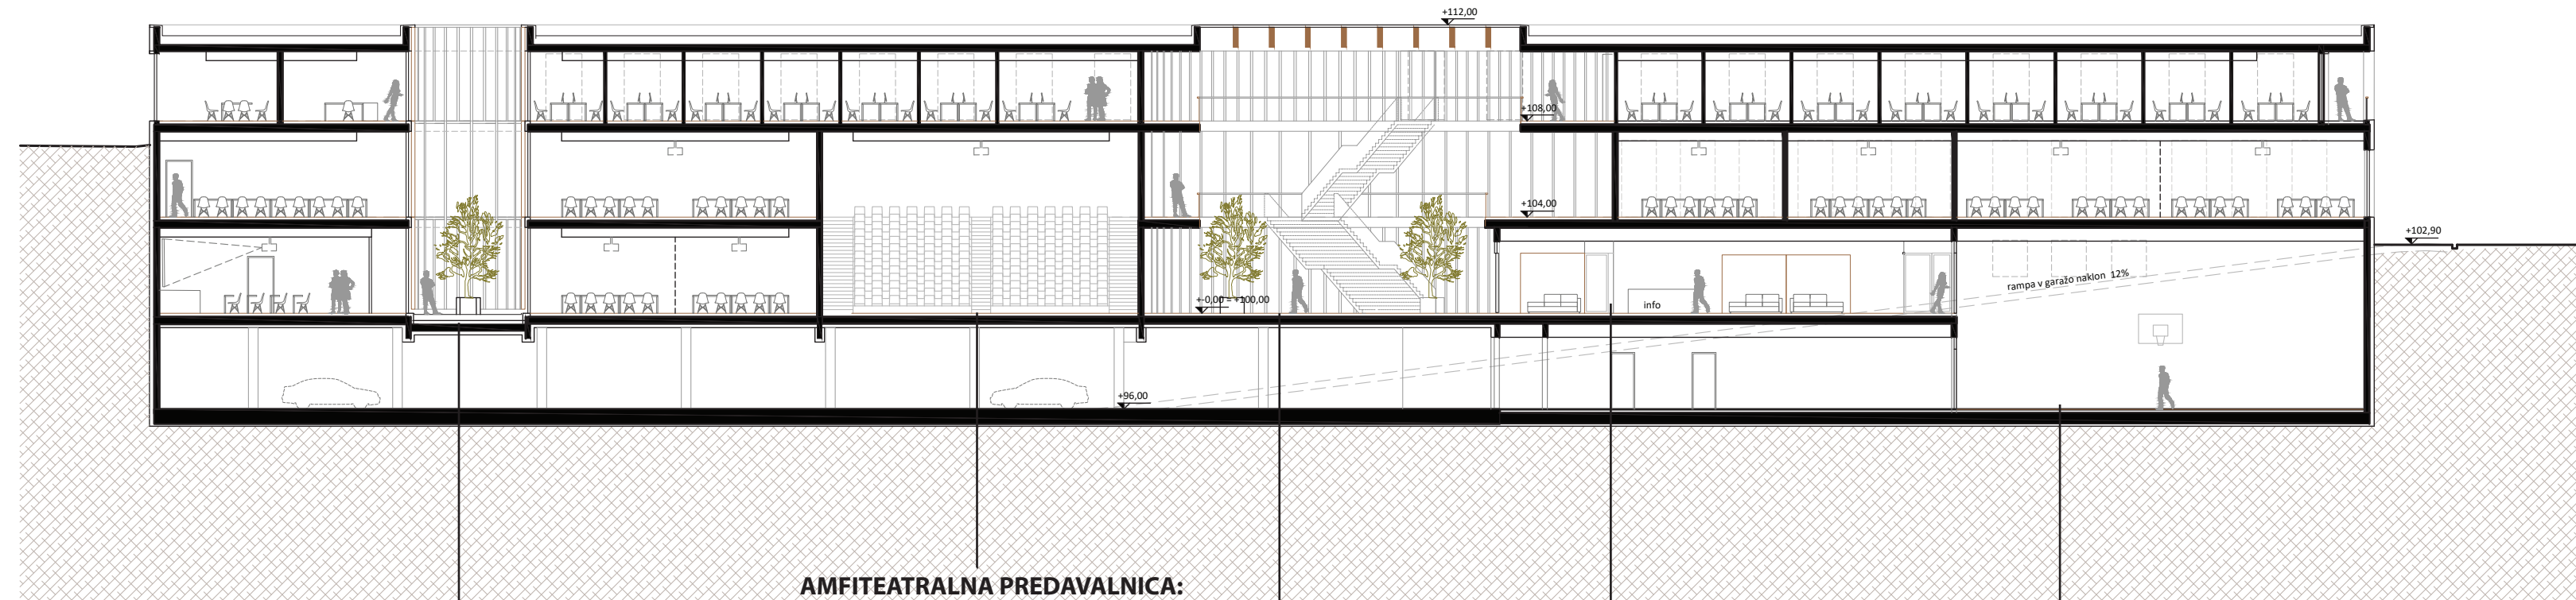 +112,00
+108,00
+104,00
+102,90
rampa v garažo naklon 12%
+-0,00 = +100,00
info
+96,00
AMFITEATRALNA PREDAVALNICA: